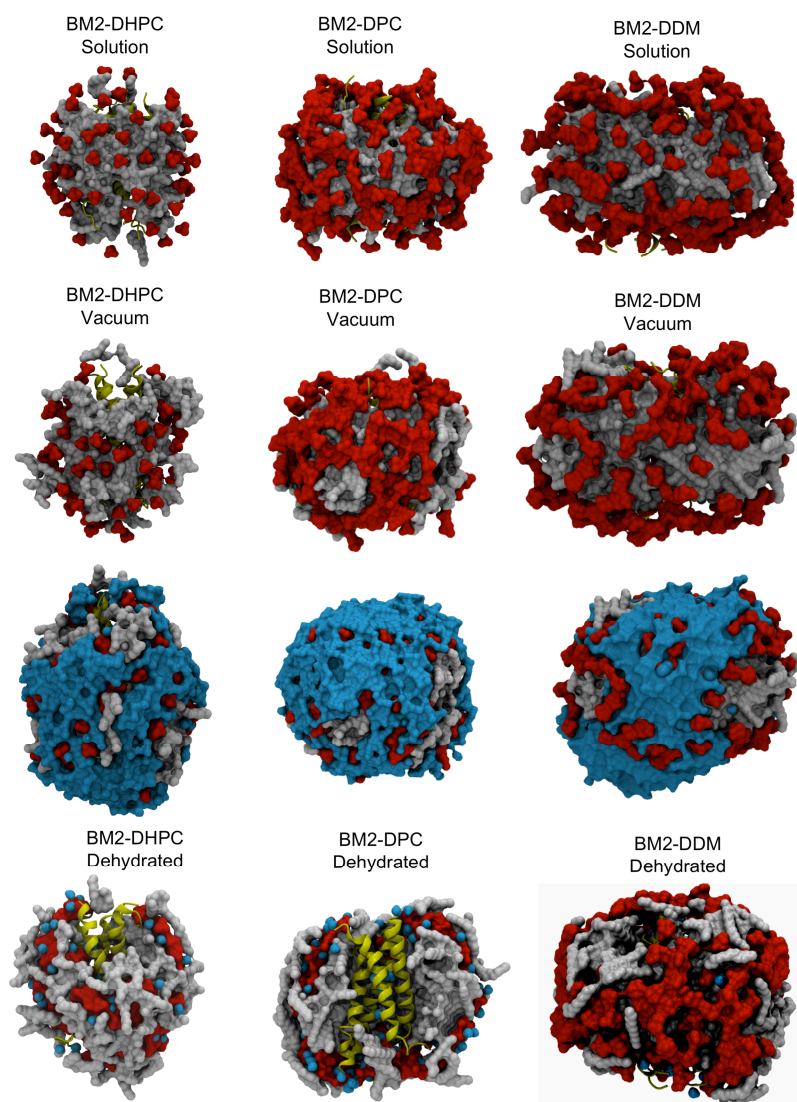 BM2-DHPC
Solution
BM2-DPC
Solution
BM2-DDM
Solution
BM2-DHPC
Vacuum
BM2-DPC
Vacuum
BM2-DDM
Vacuum
BM2-DHPC
Dehydrated
BM2-DPC
Dehydrated
BM2-DDM
Dehydrated